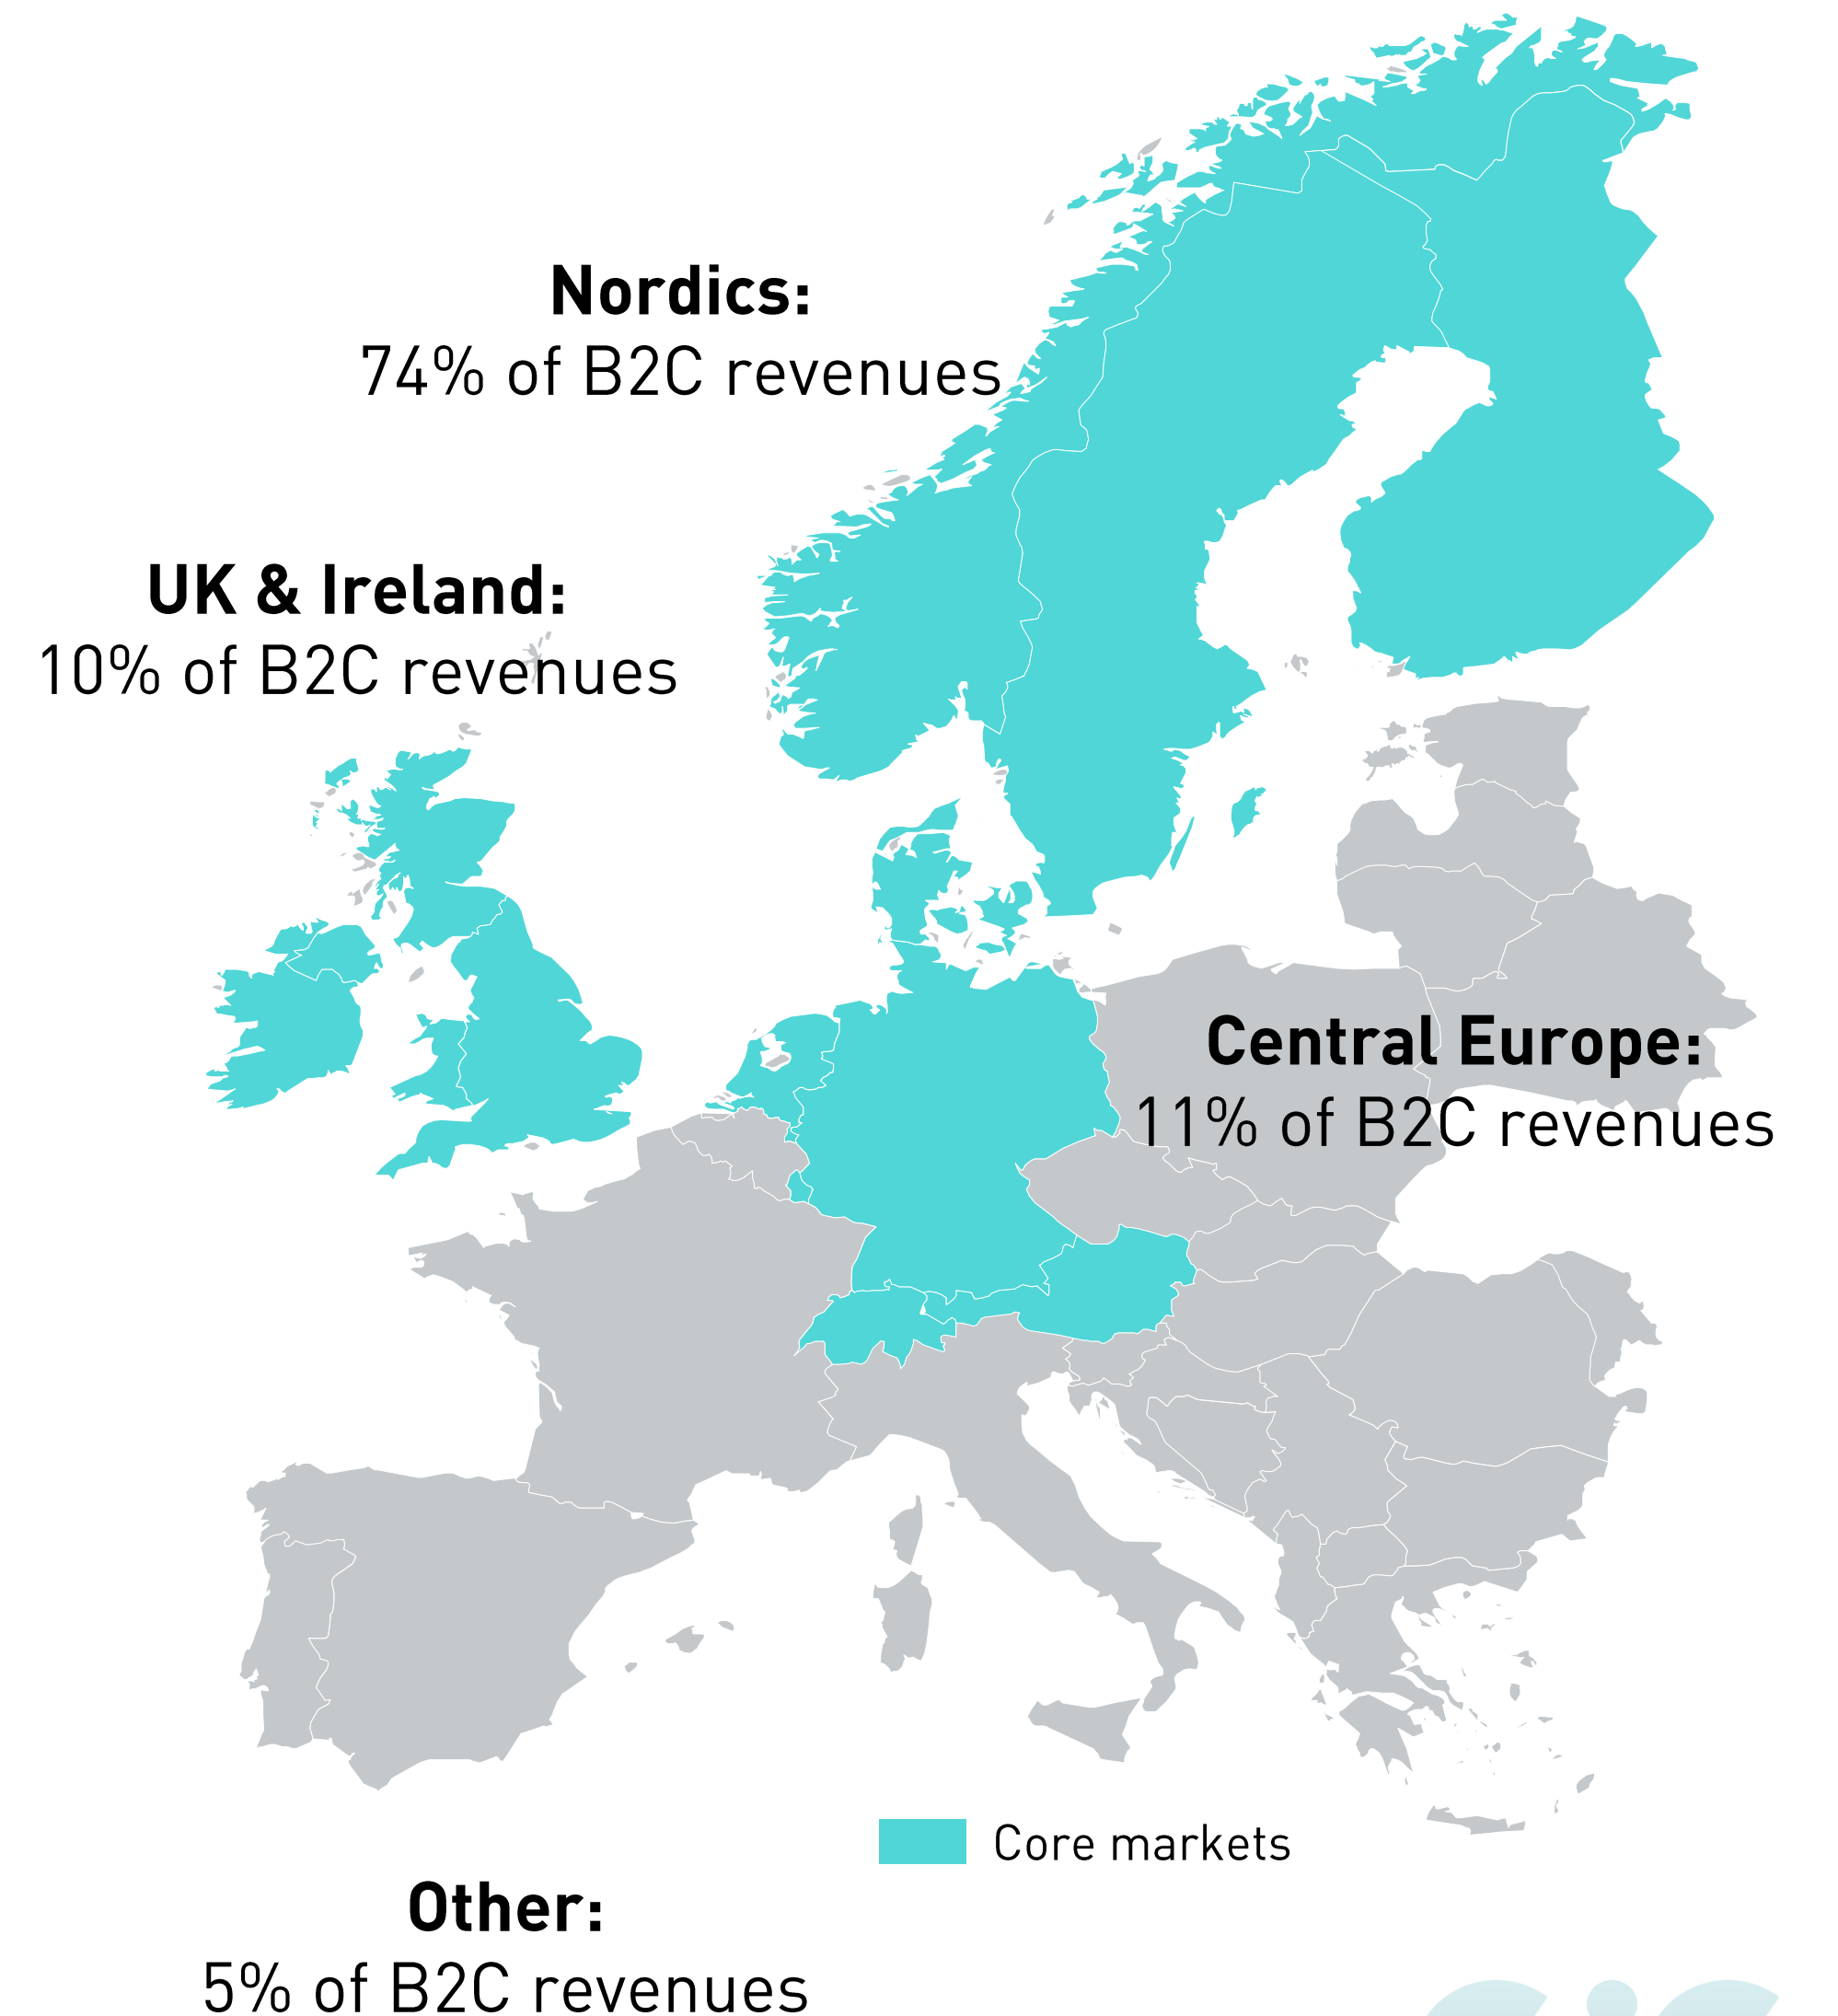 Nordics:
74% of B2C revenues
UK & Ireland:
10% of B2C revenues
Central Europe:
11% of B2C revenues
Core markets
Other:
5% of B2C revenues